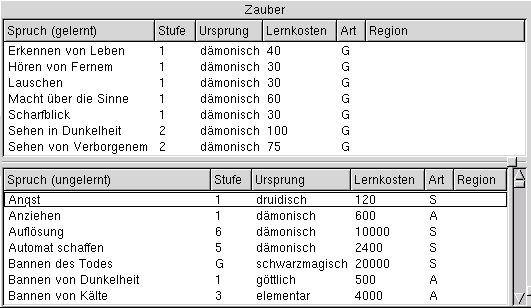 Zauber
Spruch (gelernt) Stufe Ursprung Lernkosten Art Region
Erkennen von Leben 1 dämonisch 40 G
Hören von Fernem 1 dämonisch 30 G
Lauschen 1 dämonisch 30 G
Macht über die Sinne 1 dämonisch 60 G
Scharfblick 1 dämonisch 30 G
Sehen in Dunkelheit 2 dämonisch 100 G
Sehen von Verborgenem 2 dämonisch 75 G
Spruch (ungelernt) Stufe Ursprung Lernkosten Art Region
Angst 1 druidisch 120 S
Anziehen 1 dämonisch 600 A
Auflösung 6 dämonisch 10000 S
Automat schaffen 5 dämonisch 2400 S
Bannen des Todes G schwarzmagisch 20000 S
Bannen von Dunkelheit 1 göttlich 500 A
Bannen von Kälte 3 elementar 4000 A